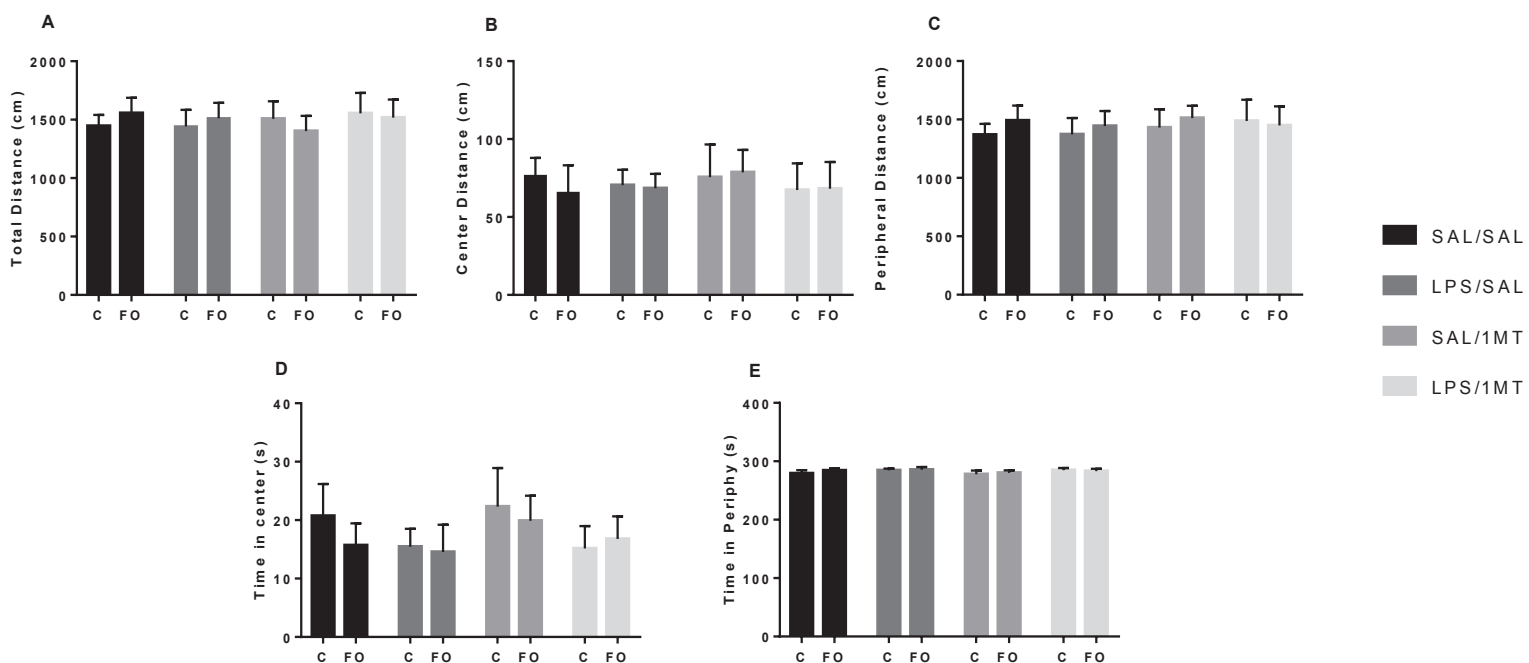 A
Total Distance (cm)
2000
1500
1000
500
0
C FO C FO C FO C FO
B
Center Distance (cm)
150
100
50
0
C FO C FO C FO C FO
C
Peripheral Distance (cm)
2000
1500
1000
500
0
C FO C FO C FO C FO
SAL/SAL
LPS/SAL
SAL/1MT
LPS/1MT
D
Time in center (s)
40
30
20
10
0
C FO C FO C FO C FO
E
Time in Periphy (s)
400
300
200
100
0
C FO C FO C FO C FO